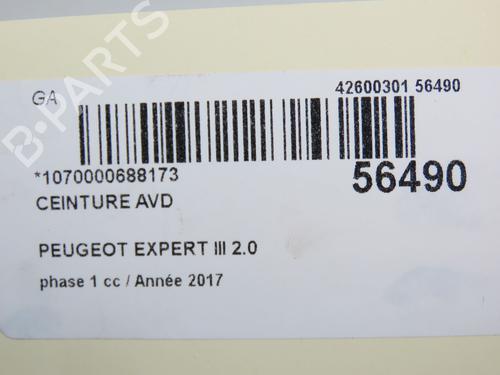 GA
42600301 56490
*1070000688173
56490
CEINTURE AVD
PEUGEOT EXPERT III 2.0
phase 1 cc / Année 2017
B-PARTS